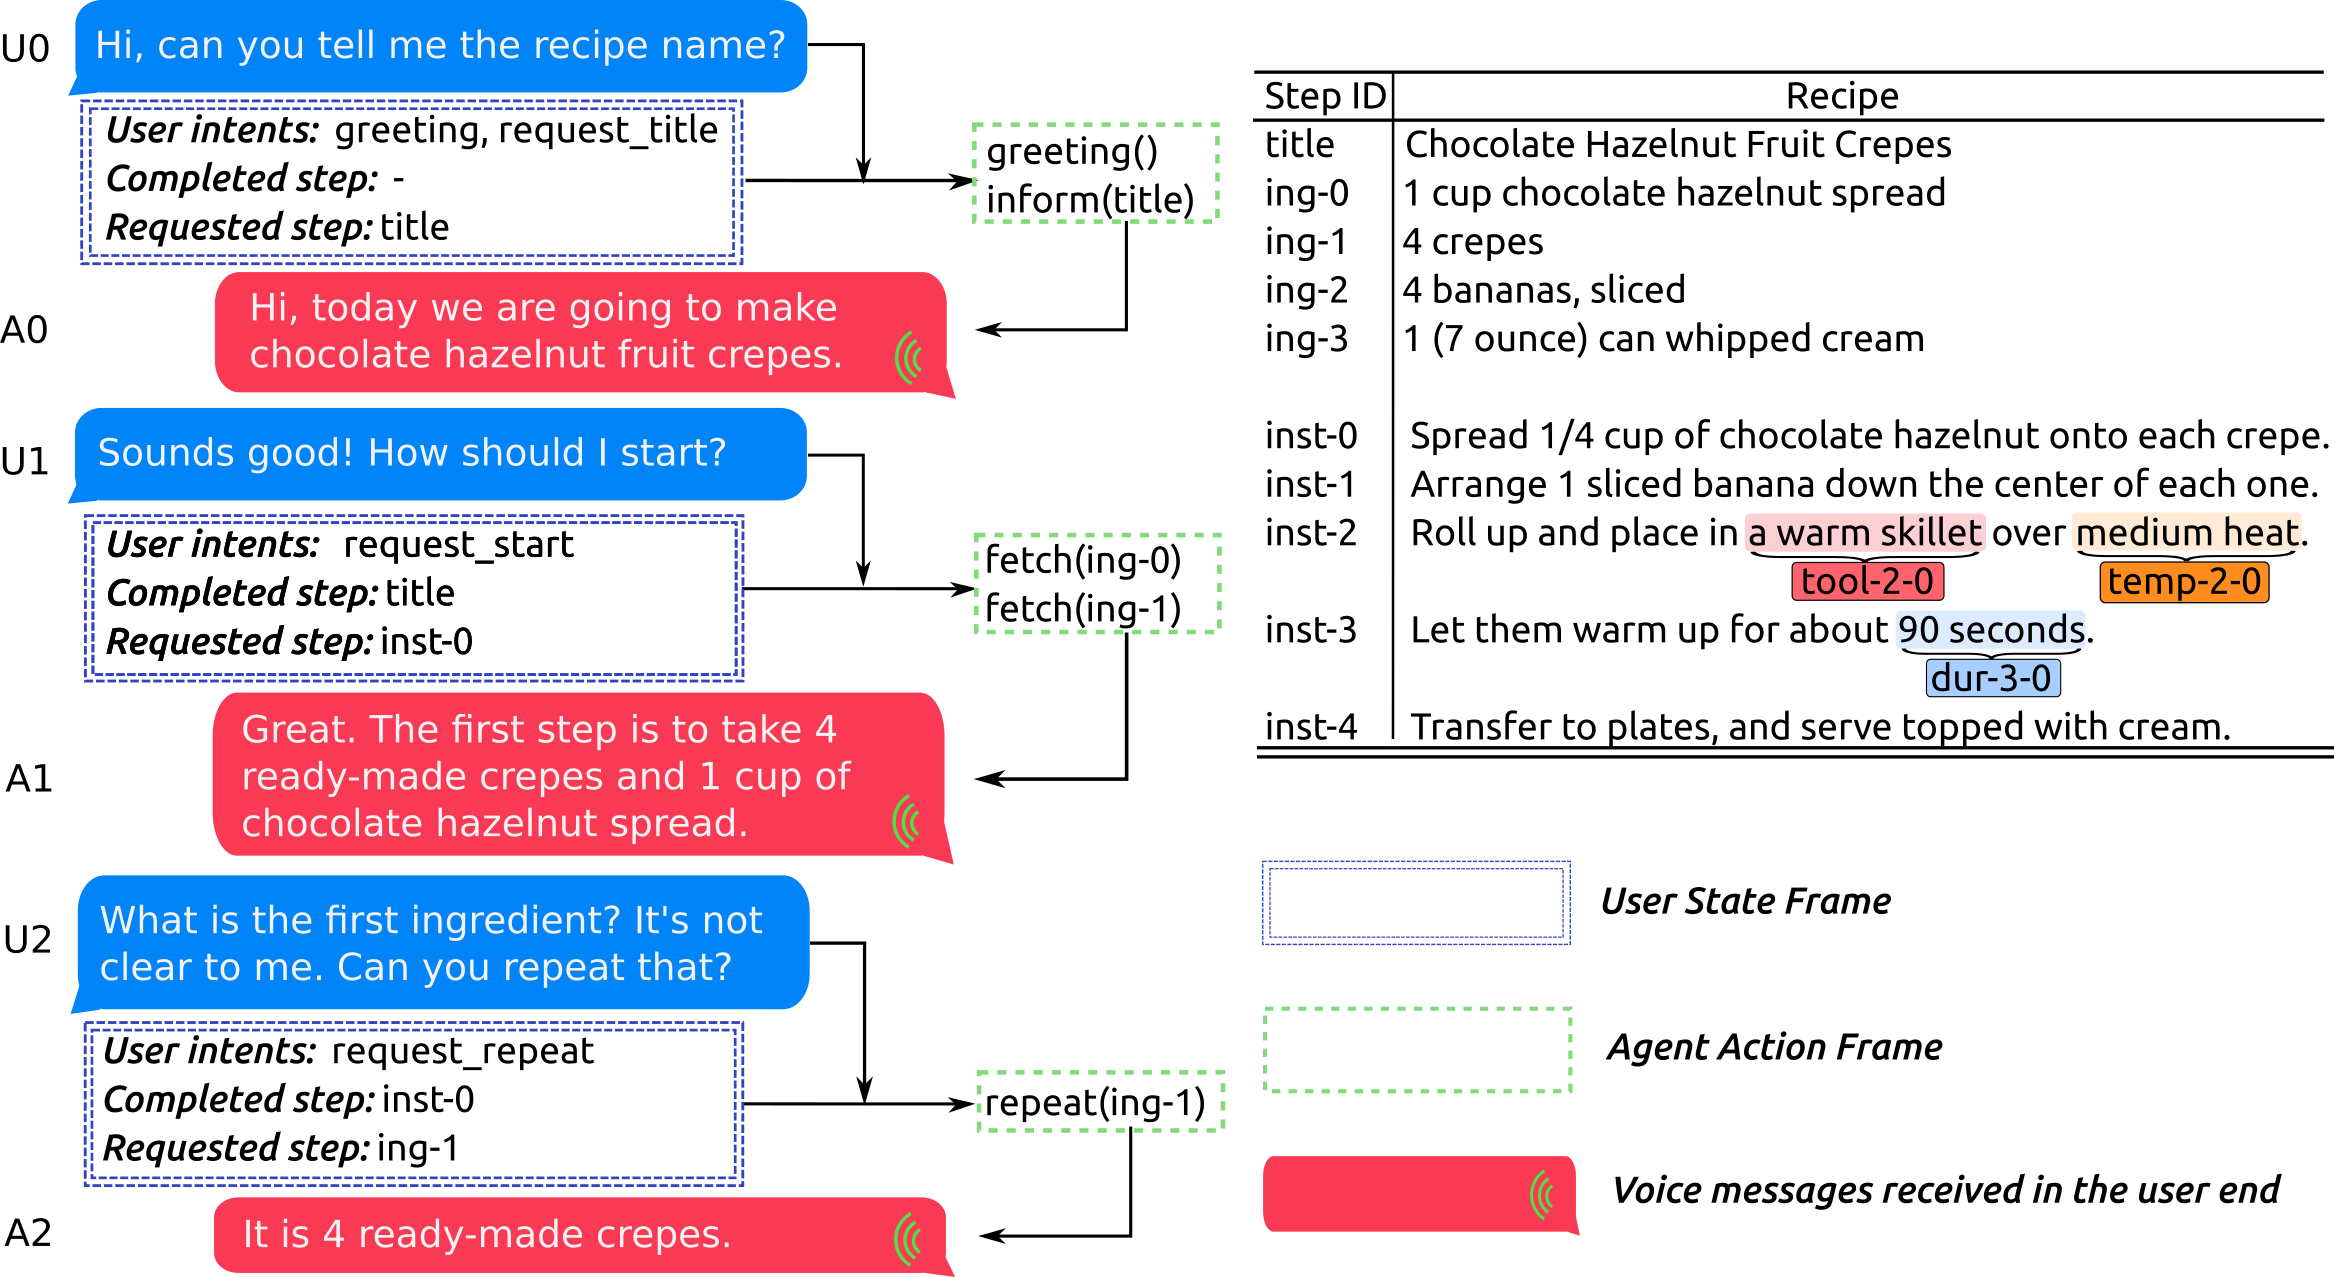 U0
Hi, can you tell me the recipe name?
User intents: greeting, request_title
Completed step: -
Requested step: title
greeting()
inform(title)
A0
Hi, today we are going to make
chocolate hazelnut fruit crepes.
U1
Sounds good! How should I start?
User intents: request_start
Completed step: title
Requested step: inst-0
fetch(ing-0)
fetch(ing-1)
A1
Great. The first step is to take 4
ready-made crepes and 1 cup of
chocolate hazelnut spread.
U2
What is the first ingredient? It's not
clear to me. Can you repeat that?
User intents: request_repeat
Completed step: inst-0
Requested step: ing-1
repeat(ing-1)
A2
It is 4 ready-made crepes.
Step ID Recipe
title Chocolate Hazelnut Fruit Crepes
ing-0 1 cup chocolate hazelnut spread
ing-1 4 crepes
ing-2 4 bananas, sliced
ing-3 1 (7 ounce) can whipped cream
inst-0 Spread 1/4 cup of chocolate hazelnut onto each crepe.
inst-1 Arrange 1 sliced banana down the center of each one.
inst-2 Roll up and place in a warm skillet over medium heat.
tool-2-0 temp-2-0
inst-3 Let them warm up for about 90 seconds.
dur-3-0
inst-4 Transfer to plates, and serve topped with cream.
User State Frame
Agent Action Frame
Voice messages received in the user end